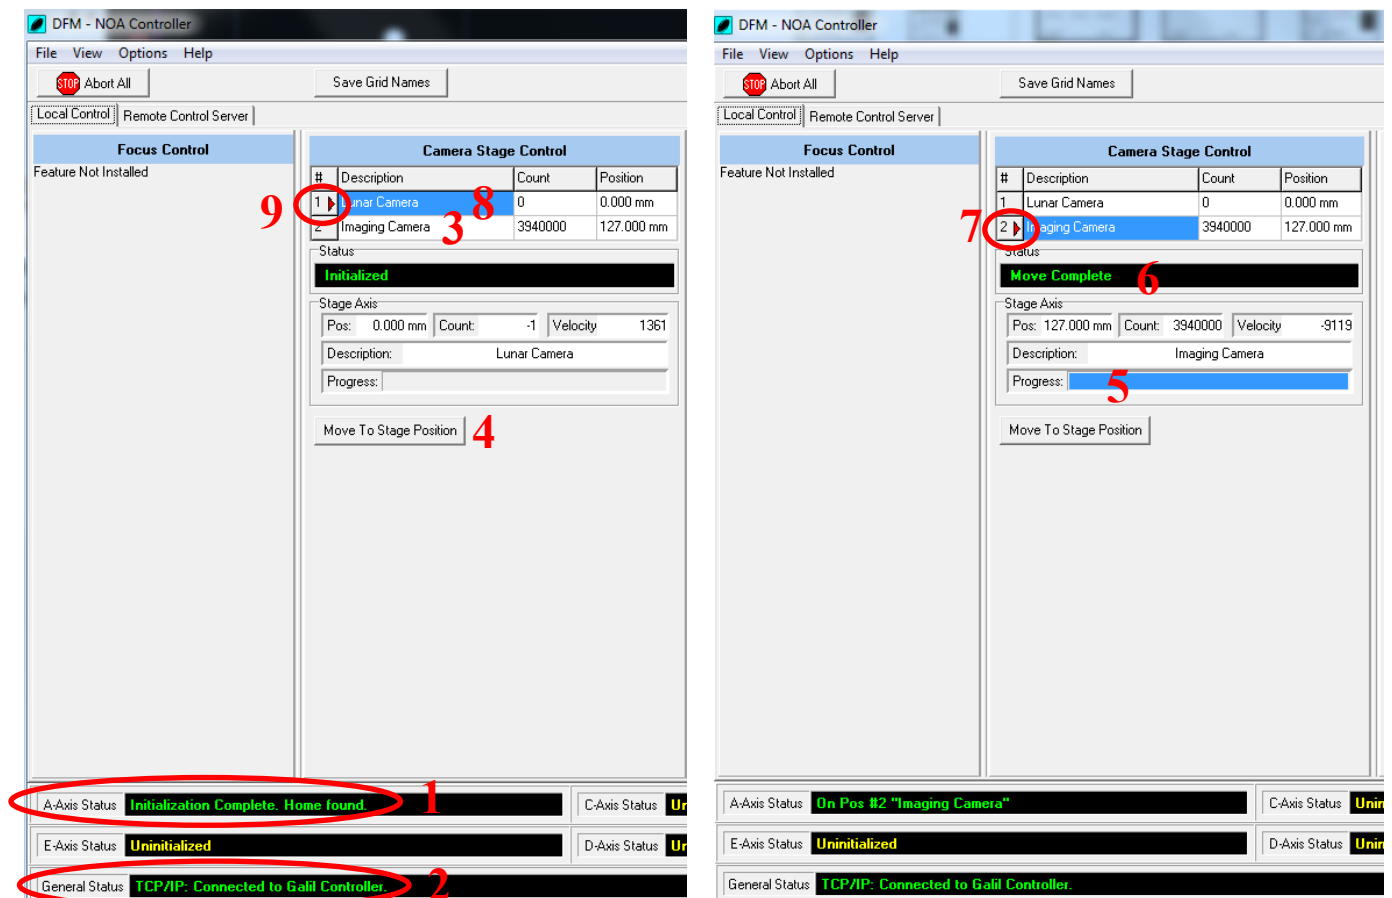 DFM - NOA Controller
File View Options Help
STOP Abort All Save Grid Names
Local Control Remote Control Server
Focus Control
Feature Not Installed
Camera Stage Control
# Description Count Position
1 Lunar Camera 0 0.000 mm
2 Imaging Camera 3940000 127.000 mm
9
8
3
Status
Initialized
Stage Axis
Pos: 0.000 mm Count: -1 Velocity 1361
Description: Lunar Camera
Progress:
Move To Stage Position 4
A-Axis Status Initialization Complete. Home found. 1 C-Axis Status Un
E-Axis Status Uninitialized D-Axis Status Un
General Status TCP/IP: Connected to Galil Controller. 2
DFM - NOA Controller
File View Options Help
STOP Abort All Save Grid Names
Local Control Remote Control Server
Focus Control
Feature Not Installed
Camera Stage Control
# Description Count Position
1 Lunar Camera 0 0.000 mm
2 Imaging Camera 3940000 127.000 mm
7
Status
Move Complete 6
Stage Axis
Pos: 127.000 mm Count: 3940000 Velocity -9119
Description: Imaging Camera
Progress: 5
Move To Stage Position
A-Axis Status On Pos #2 "Imaging Camera" C-Axis Status Unin
E-Axis Status Uninitialized D-Axis Status Unin
General Status TCP/IP: Connected to Galil Controller.